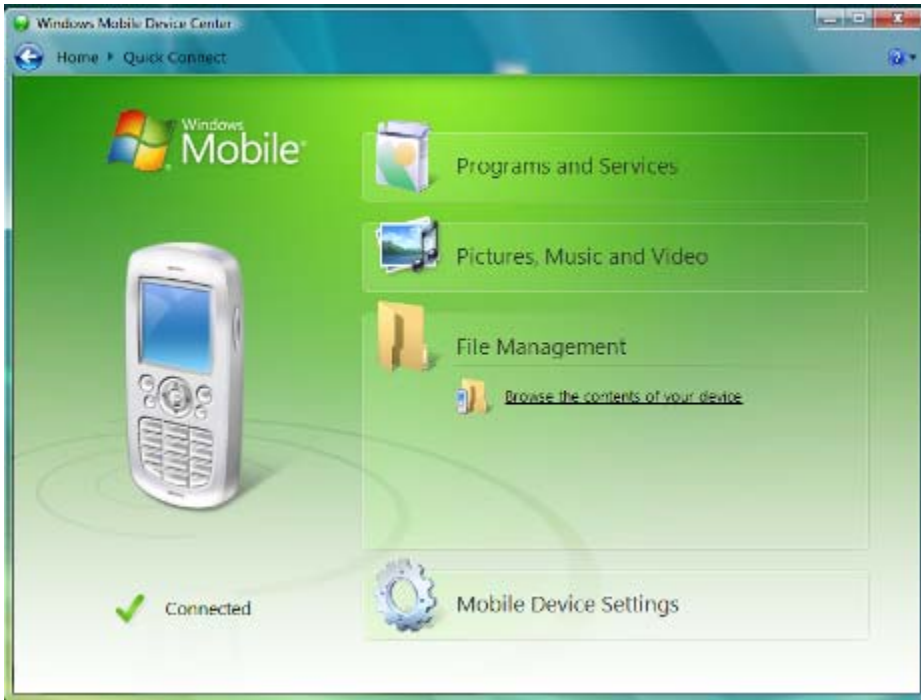 Windows Mobile Device Center
Home Quick Connect
Windows
Mobile
Programs and Services
Pictures, Music and Video
File Management
Browse the contents of your device
Connected
Mobile Device Settings